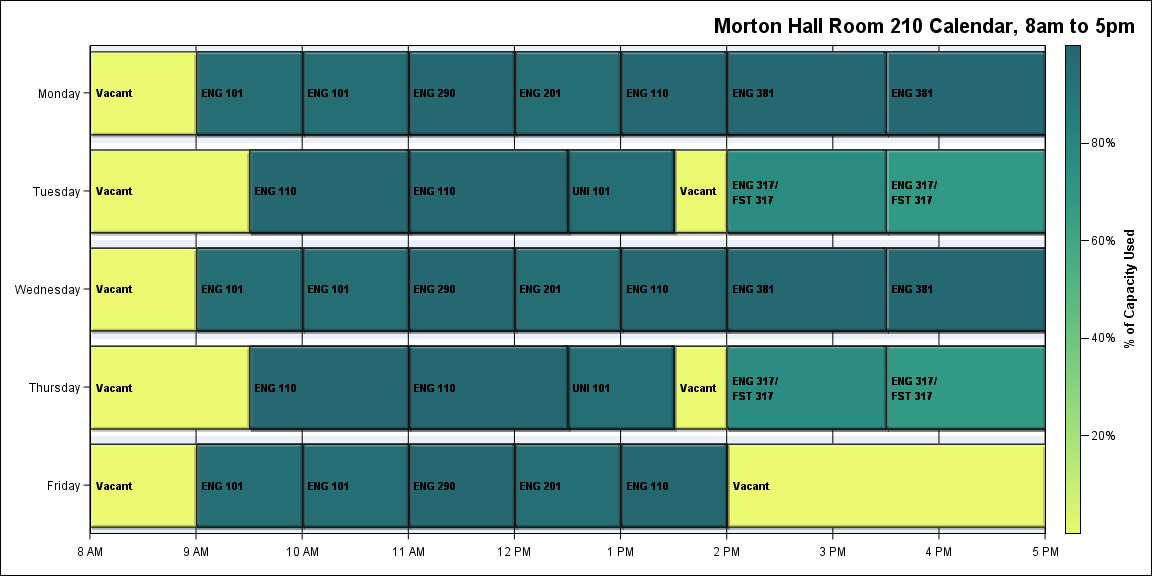 Morton Hall Room 210 Calendar, 8am to 5pm
Monday
Vacant
ENG 101
ENG 101
ENG 290
ENG 201
ENG 110
ENG 381
ENG 381
Tuesday
Vacant
ENG 110
ENG 110
UNI 101
Vacant
ENG 317/
FST 317
ENG 317/
FST 317
Wednesday
Vacant
ENG 101
ENG 101
ENG 290
ENG 201
ENG 110
ENG 381
ENG 381
Thursday
Vacant
ENG 110
ENG 110
UNI 101
Vacant
ENG 317/
FST 317
ENG 317/
FST 317
Friday
Vacant
ENG 101
ENG 101
ENG 290
ENG 201
ENG 110
Vacant
8 AM
9 AM
10 AM
11 AM
12 PM
1 PM
2 PM
3 PM
4 PM
5 PM
80%
60%
40%
20%
% of Capacity Used